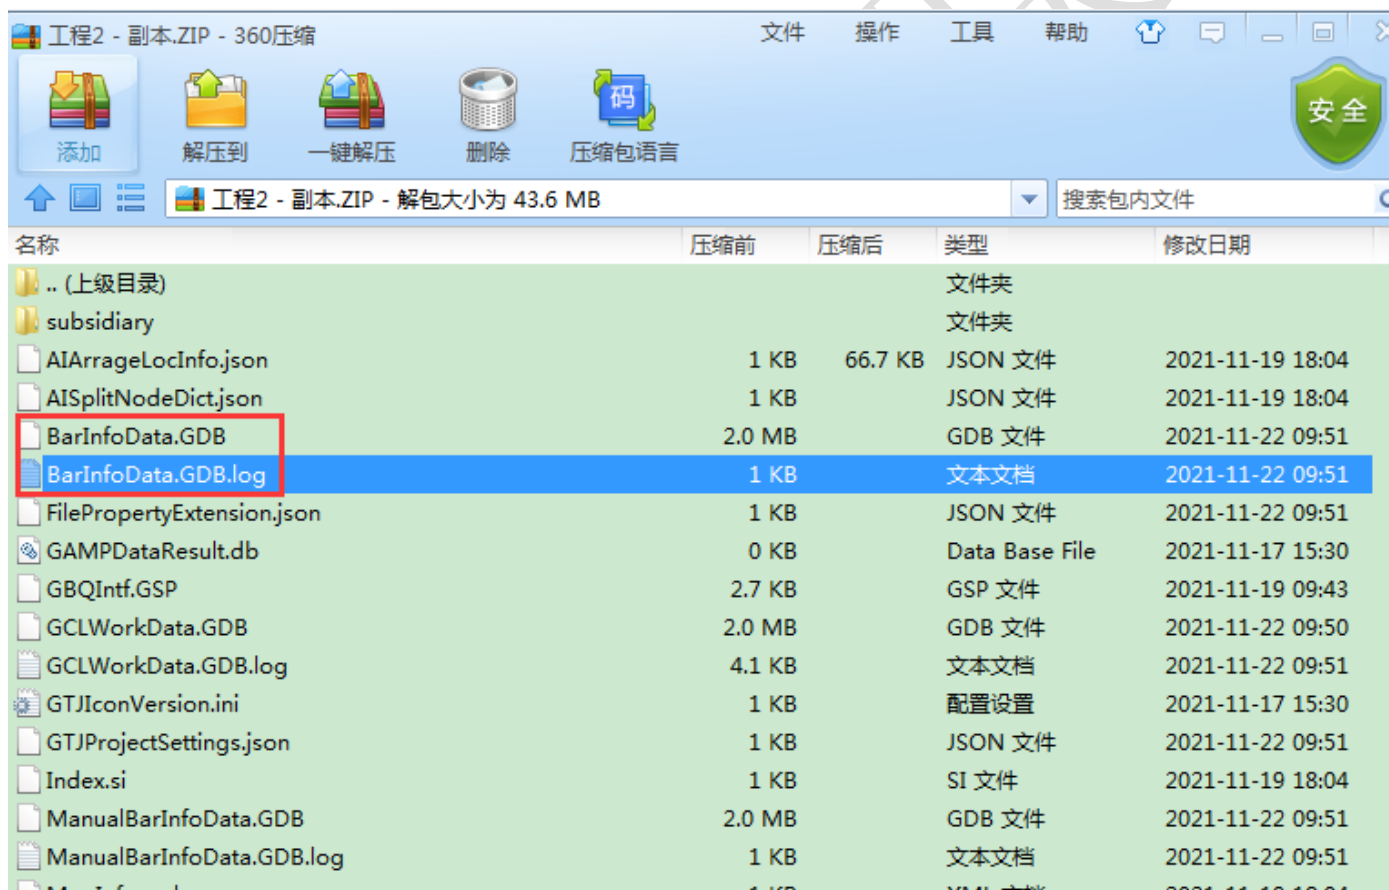 工程2 - 副本.ZIP - 360压缩 文件 操作 工具 帮助
添加 解压到 一键解压 删除 码 压缩包语言 安全
工程2 - 副本.ZIP - 解包大小为 43.6 MB 搜索包内文件
名称 压缩前 压缩后 类型 修改日期
.. (上级目录) 文件夹
subsidiary 文件夹
AIArrageLocInfo.json 1 KB 66.7 KB JSON 文件 2021-11-19 18:04
AISplitNodeDict.json 1 KB JSON 文件 2021-11-19 18:04
BarInfoData.GDB 2.0 MB GDB 文件 2021-11-22 09:51
BarInfoData.GDB.log 1 KB 文本文档 2021-11-22 09:51
FilePropertyExtension.json 1 KB JSON 文件 2021-11-22 09:51
GAMPDataResult.db 0 KB Data Base File 2021-11-17 15:30
GBQIntf.GSP 2.7 KB GSP 文件 2021-11-19 09:43
GCLWorkData.GDB 2.0 MB GDB 文件 2021-11-22 09:50
GCLWorkData.GDB.log 4.1 KB 文本文档 2021-11-22 09:51
GTJIconVersion.ini 1 KB 配置设置 2021-11-17 15:30
GTJProjectSettings.json 1 KB JSON 文件 2021-11-22 09:51
Index.si 1 KB SI 文件 2021-11-19 18:04
ManualBarInfoData.GDB 2.0 MB GDB 文件 2021-11-22 09:51
ManualBarInfoData.GDB.log 1 KB 文本文档 2021-11-22 09:51